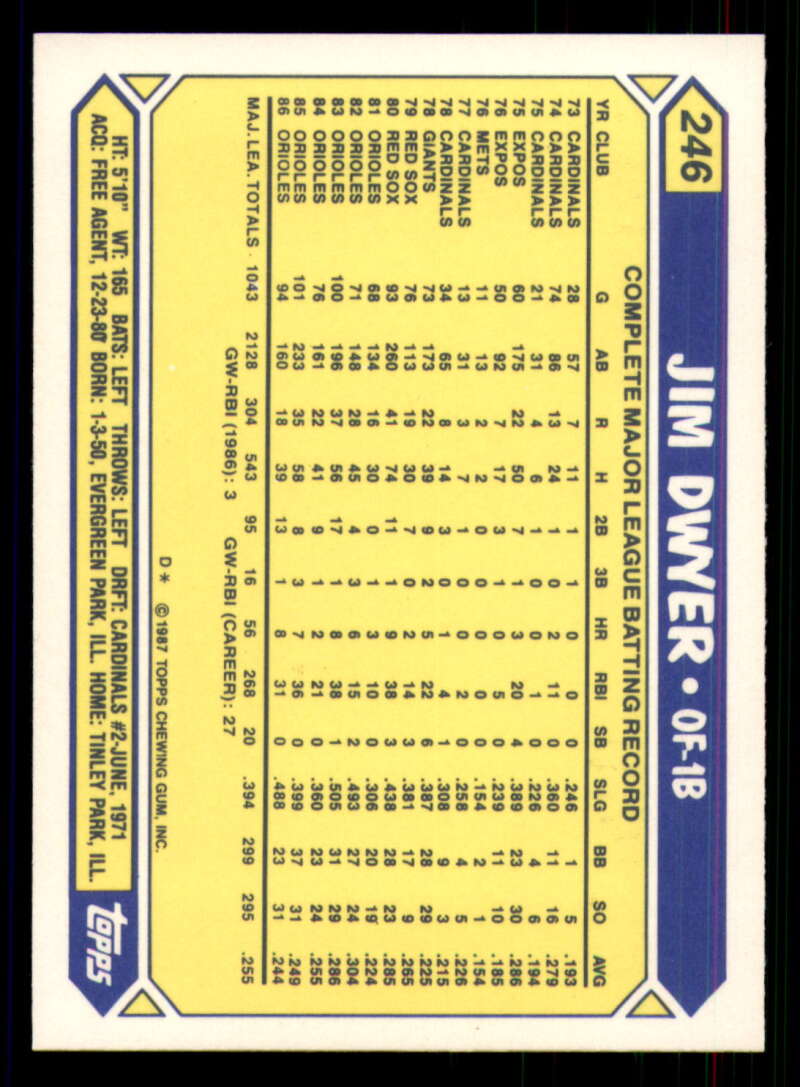 246
JIM DWYER • OF-1B
COMPLETE MAJOR LEAGUE BATTING RECORD
YR CLUB G AB R H 2B 3B HR RBI SB SLG BB SO AVG
73 CARDINALS 28 57 7 11 1 1 0 0 0 .246 1 5 .193
74 CARDINALS 74 86 13 24 1 0 2 11 0 .360 11 16 .279
75 CARDINALS 21 31 4 6 1 0 0 1 0 .226 4 6 .194
75 EXPOS 60 175 22 50 7 1 3 20 4 .389 23 30 .286
76 EXPOS 50 92 7 17 3 1 0 5 0 .239 11 10 .185
76 METS 11 13 2 2 0 0 0 0 0 .154 2 1 .154
77 CARDINALS 13 31 3 7 1 0 0 2 0 .258 4 5 .226
78 CARDINALS 34 65 8 14 3 0 1 4 1 .308 9 3 .215
78 GIANTS 73 173 22 39 9 2 5 22 6 .387 28 29 .225
79 RED SOX 76 113 19 30 7 0 2 14 3 .381 17 9 .265
80 RED SOX 93 260 41 74 11 1 9 38 3 .438 28 23 .285
81 ORIOLES 68 134 16 30 0 1 3 10 0 .306 20 19 .224
82 ORIOLES 71 148 28 45 4 3 6 15 2 .493 27 24 .304
83 ORIOLES 100 196 37 56 17 1 8 38 1 .505 31 29 .286
84 ORIOLES 76 161 22 41 9 1 2 21 0 .360 23 24 .255
85 ORIOLES 101 233 35 58 8 3 7 36 0 .399 37 31 .249
86 ORIOLES 94 160 18 39 13 1 8 31 0 .488 23 31 .244
MAJ. LEA. TOTALS 1043 2128 304 543 95 16 56 268 20 .394 299 295 .255
GW-RBI (1986): 3 GW-RBI (CAREER): 27
D* © 1987 TOPPS CHEWING GUM, INC.
HT: 5'10" WT: 165 BATS: LEFT THROWS: LEFT DRFT: CARDINALS #2-JUNE, 1971
ACQ: FREE AGENT, 12-23-80 BORN: 1-3-50, EVERGREEN PARK, ILL. HOME: TINLEY PARK, ILL.
topps